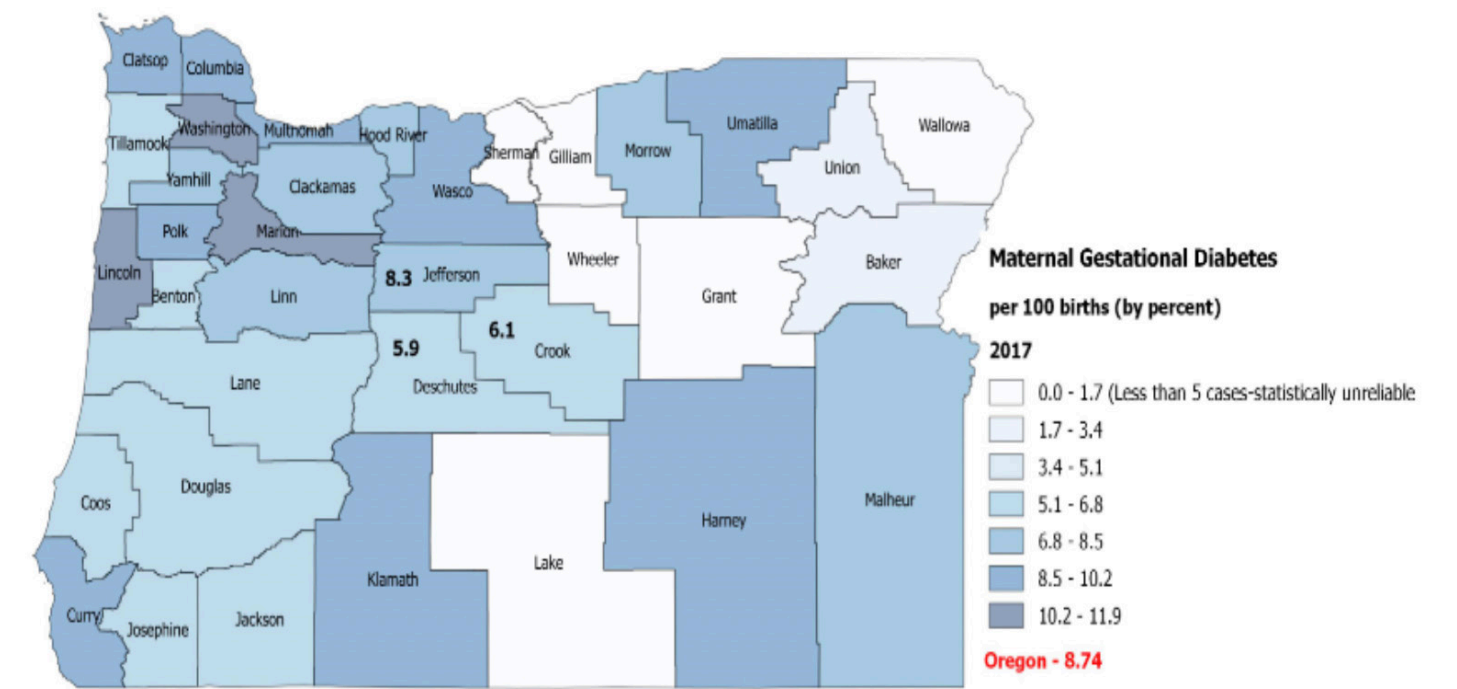 Clatsop
Columbia
Tillamook
Washington
Multnomah
Hood River
Sherman
Gilliam
Morrow
Umatilla
Wallowa
Union
Yamhill
Clackamas
Wasco
Polk
Marion
Lincoln
Benton
Linn
8.3 Jefferson
Wheeler
Grant
Baker
6.1
Crook
5.9
Deschutes
Lane
Douglas
Coos
Curry
Josephine
Jackson
Klamath
Lake
Harney
Malheur
Maternal Gestational Diabetes
per 100 births (by percent)
2017
0.0 - 1.7 (Less than 5 cases-statistically unreliable
1.7 - 3.4
3.4 - 5.1
5.1 - 6.8
6.8 - 8.5
8.5 - 10.2
10.2 - 11.9
Oregon - 8.74